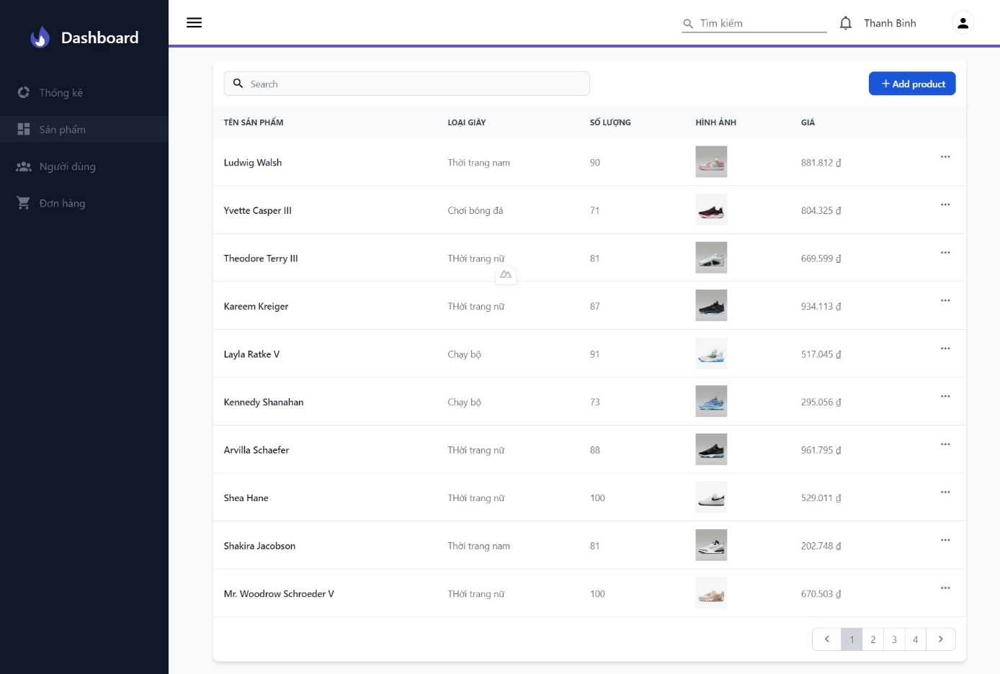 Dashboard
Thống kê
Sản phẩm
Người dùng
Đơn hàng
Tìm kiếm
Thanh Binh
Search
+ Add product
TÊN SẢN PHẨM LOẠI GIÀY SỐ LƯỢNG HÌNH ẢNH GIÁ
Ludwig Walsh Thời trang nam 90 881.812 ₫ ...
Yvette Casper III Chơi bóng đá 71 804.325 ₫ ...
Theodore Terry III THời trang nữ 81 669.599 ₫ ...
Kareem Kreiger THời trang nữ 87 934.113 ₫ ...
Layla Ratke V Chạy bộ 91 517.045 ₫ ...
Kennedy Shanahan Chạy bộ 73 295.056 ₫ ...
Arvilla Schaefer THời trang nữ 88 961.795 ₫ ...
Shea Hane THời trang nữ 100 529.011 ₫ ...
Shakira Jacobson Thời trang nam 81 202.748 ₫ ...
Mr. Woodrow Schroeder V THời trang nữ 100 670.503 ₫ ...
< 1 2 3 4 >